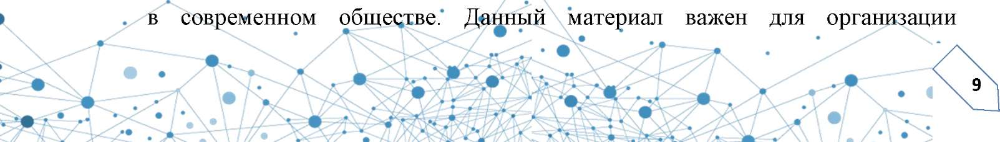 в современном обществе. Данный материал важен для организации
9